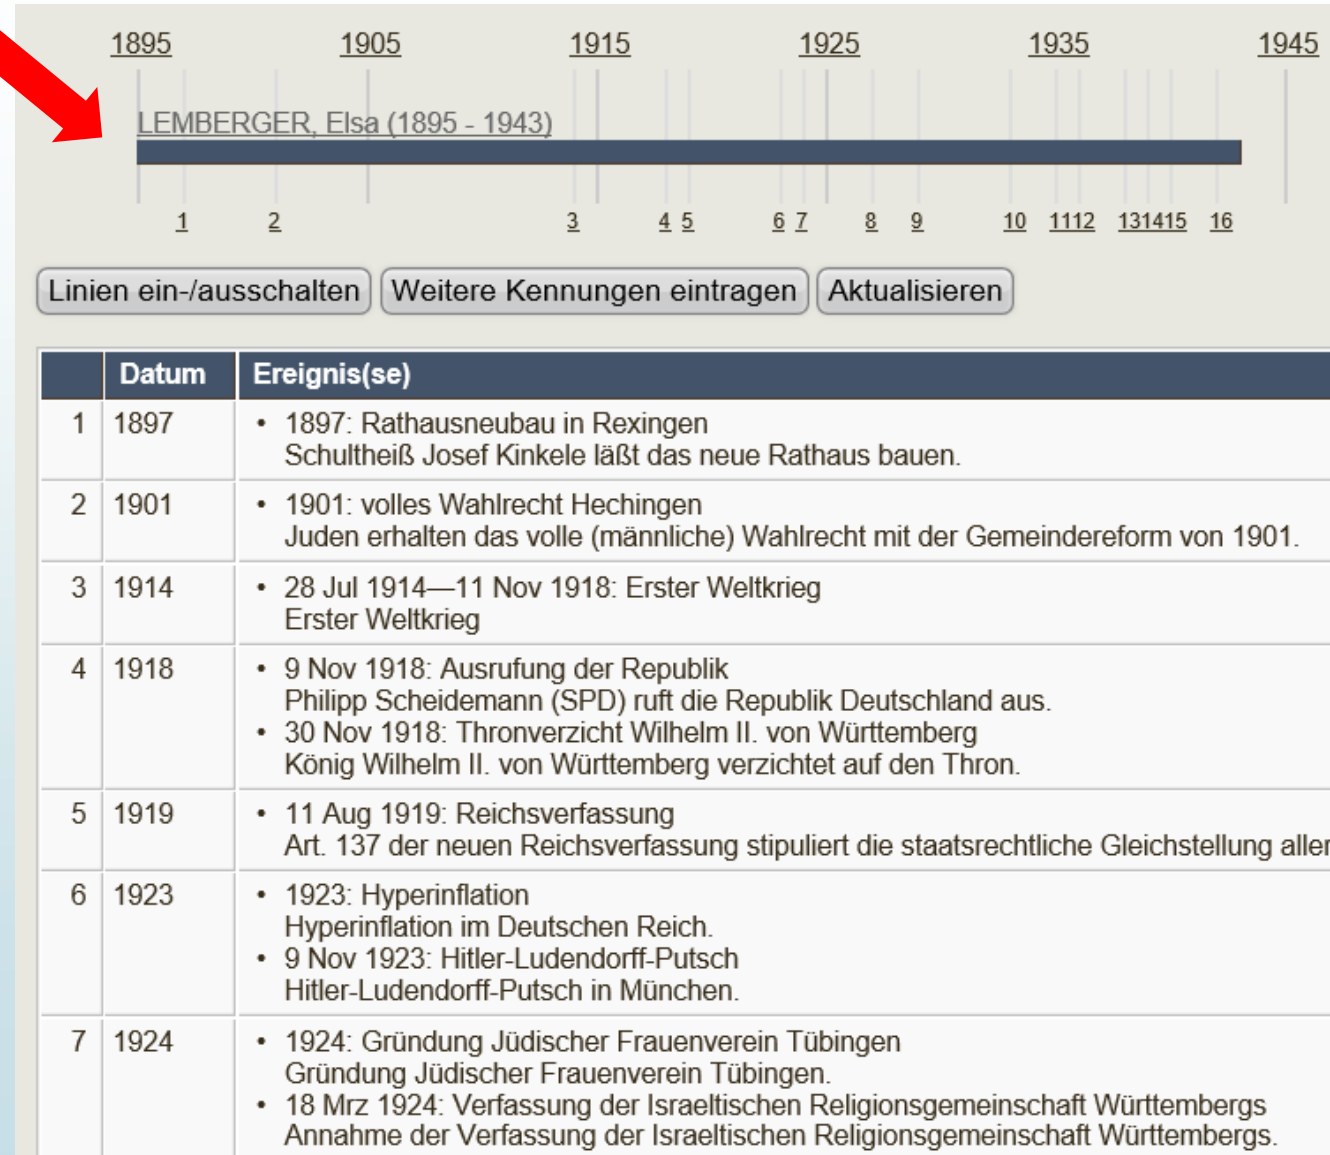 1895 1905 1915 1925 1935 1945
LEMBERGER, Elsa (1895 - 1943)
1 2 3 4 5 6 7 8 9 10 11 12 13 14 15 16
Linien ein-/ausschalten Weitere Kennungen eintragen Aktualisieren
Datum Ereignis(se)
1 1897 • 1897: Rathausneubau in Rexingen
Schultheiß Josef Kinkele läßt das neue Rathaus bauen.
2 1901 • 1901: volles Wahlrecht Hechingen
Juden erhalten das volle (männliche) Wahlrecht mit der Gemeindereform von 1901.
3 1914 • 28 Jul 1914—11 Nov 1918: Erster Weltkrieg
Erster Weltkrieg
4 1918 • 9 Nov 1918: Ausrufung der Republik
Philipp Scheidemann (SPD) ruft die Republik Deutschland aus.
• 30 Nov 1918: Thronverzicht Wilhelm II. von Württemberg
König Wilhelm II. von Württemberg verzichtet auf den Thron.
5 1919 • 11 Aug 1919: Reichsverfassung
Art. 137 der neuen Reichsverfassung stipuliert die staatsrechtliche Gleichstellung aller
6 1923 • 1923: Hyperinflation
Hyperinflation im Deutschen Reich.
• 9 Nov 1923: Hitler-Ludendorff-Putsch
Hitler-Ludendorff-Putsch in München.
7 1924 • 1924: Gründung Jüdischer Frauenverein Tübingen
Gründung Jüdischer Frauenverein Tübingen.
• 18 Mrz 1924: Verfassung der Israeltischen Religionsgemeinschaft Württembergs
Annahme der Verfassung der Israeltischen Religionsgemeinschaft Württembergs.